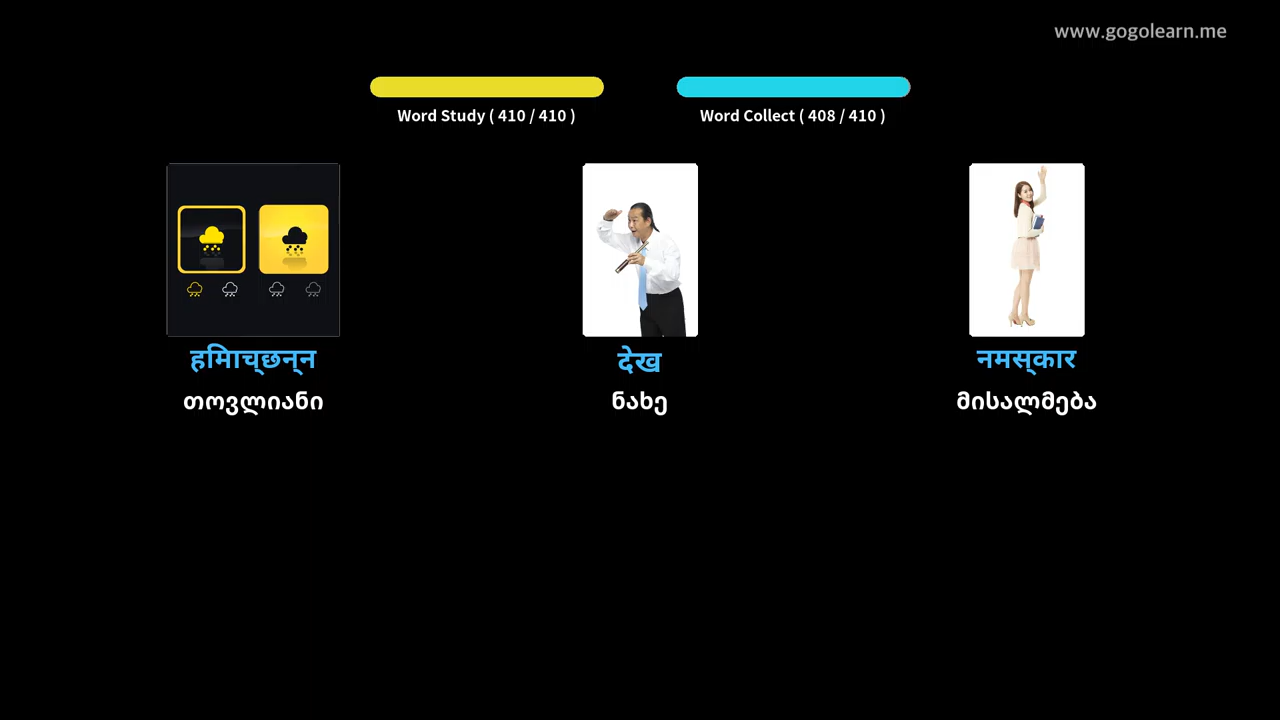 www.gogolearn.me
Word Study ( 410 / 410 )
Word Collect ( 408 / 410 )
हिमाच्छन्न
देख
नमस्कार
თოვლიანი
ნახე
მისალმება